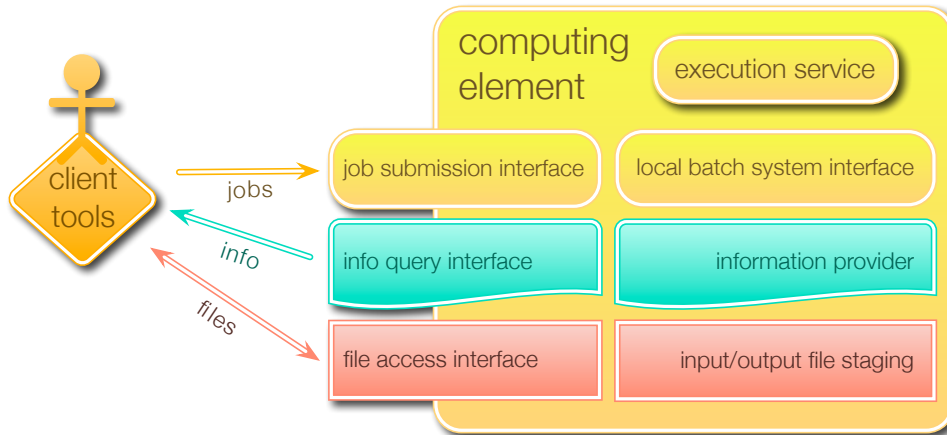 computing
element
execution service
client
tools
jobs
info
files
job submission interface
local batch system interface
info query interface
information provider
file access interface
input/output file staging